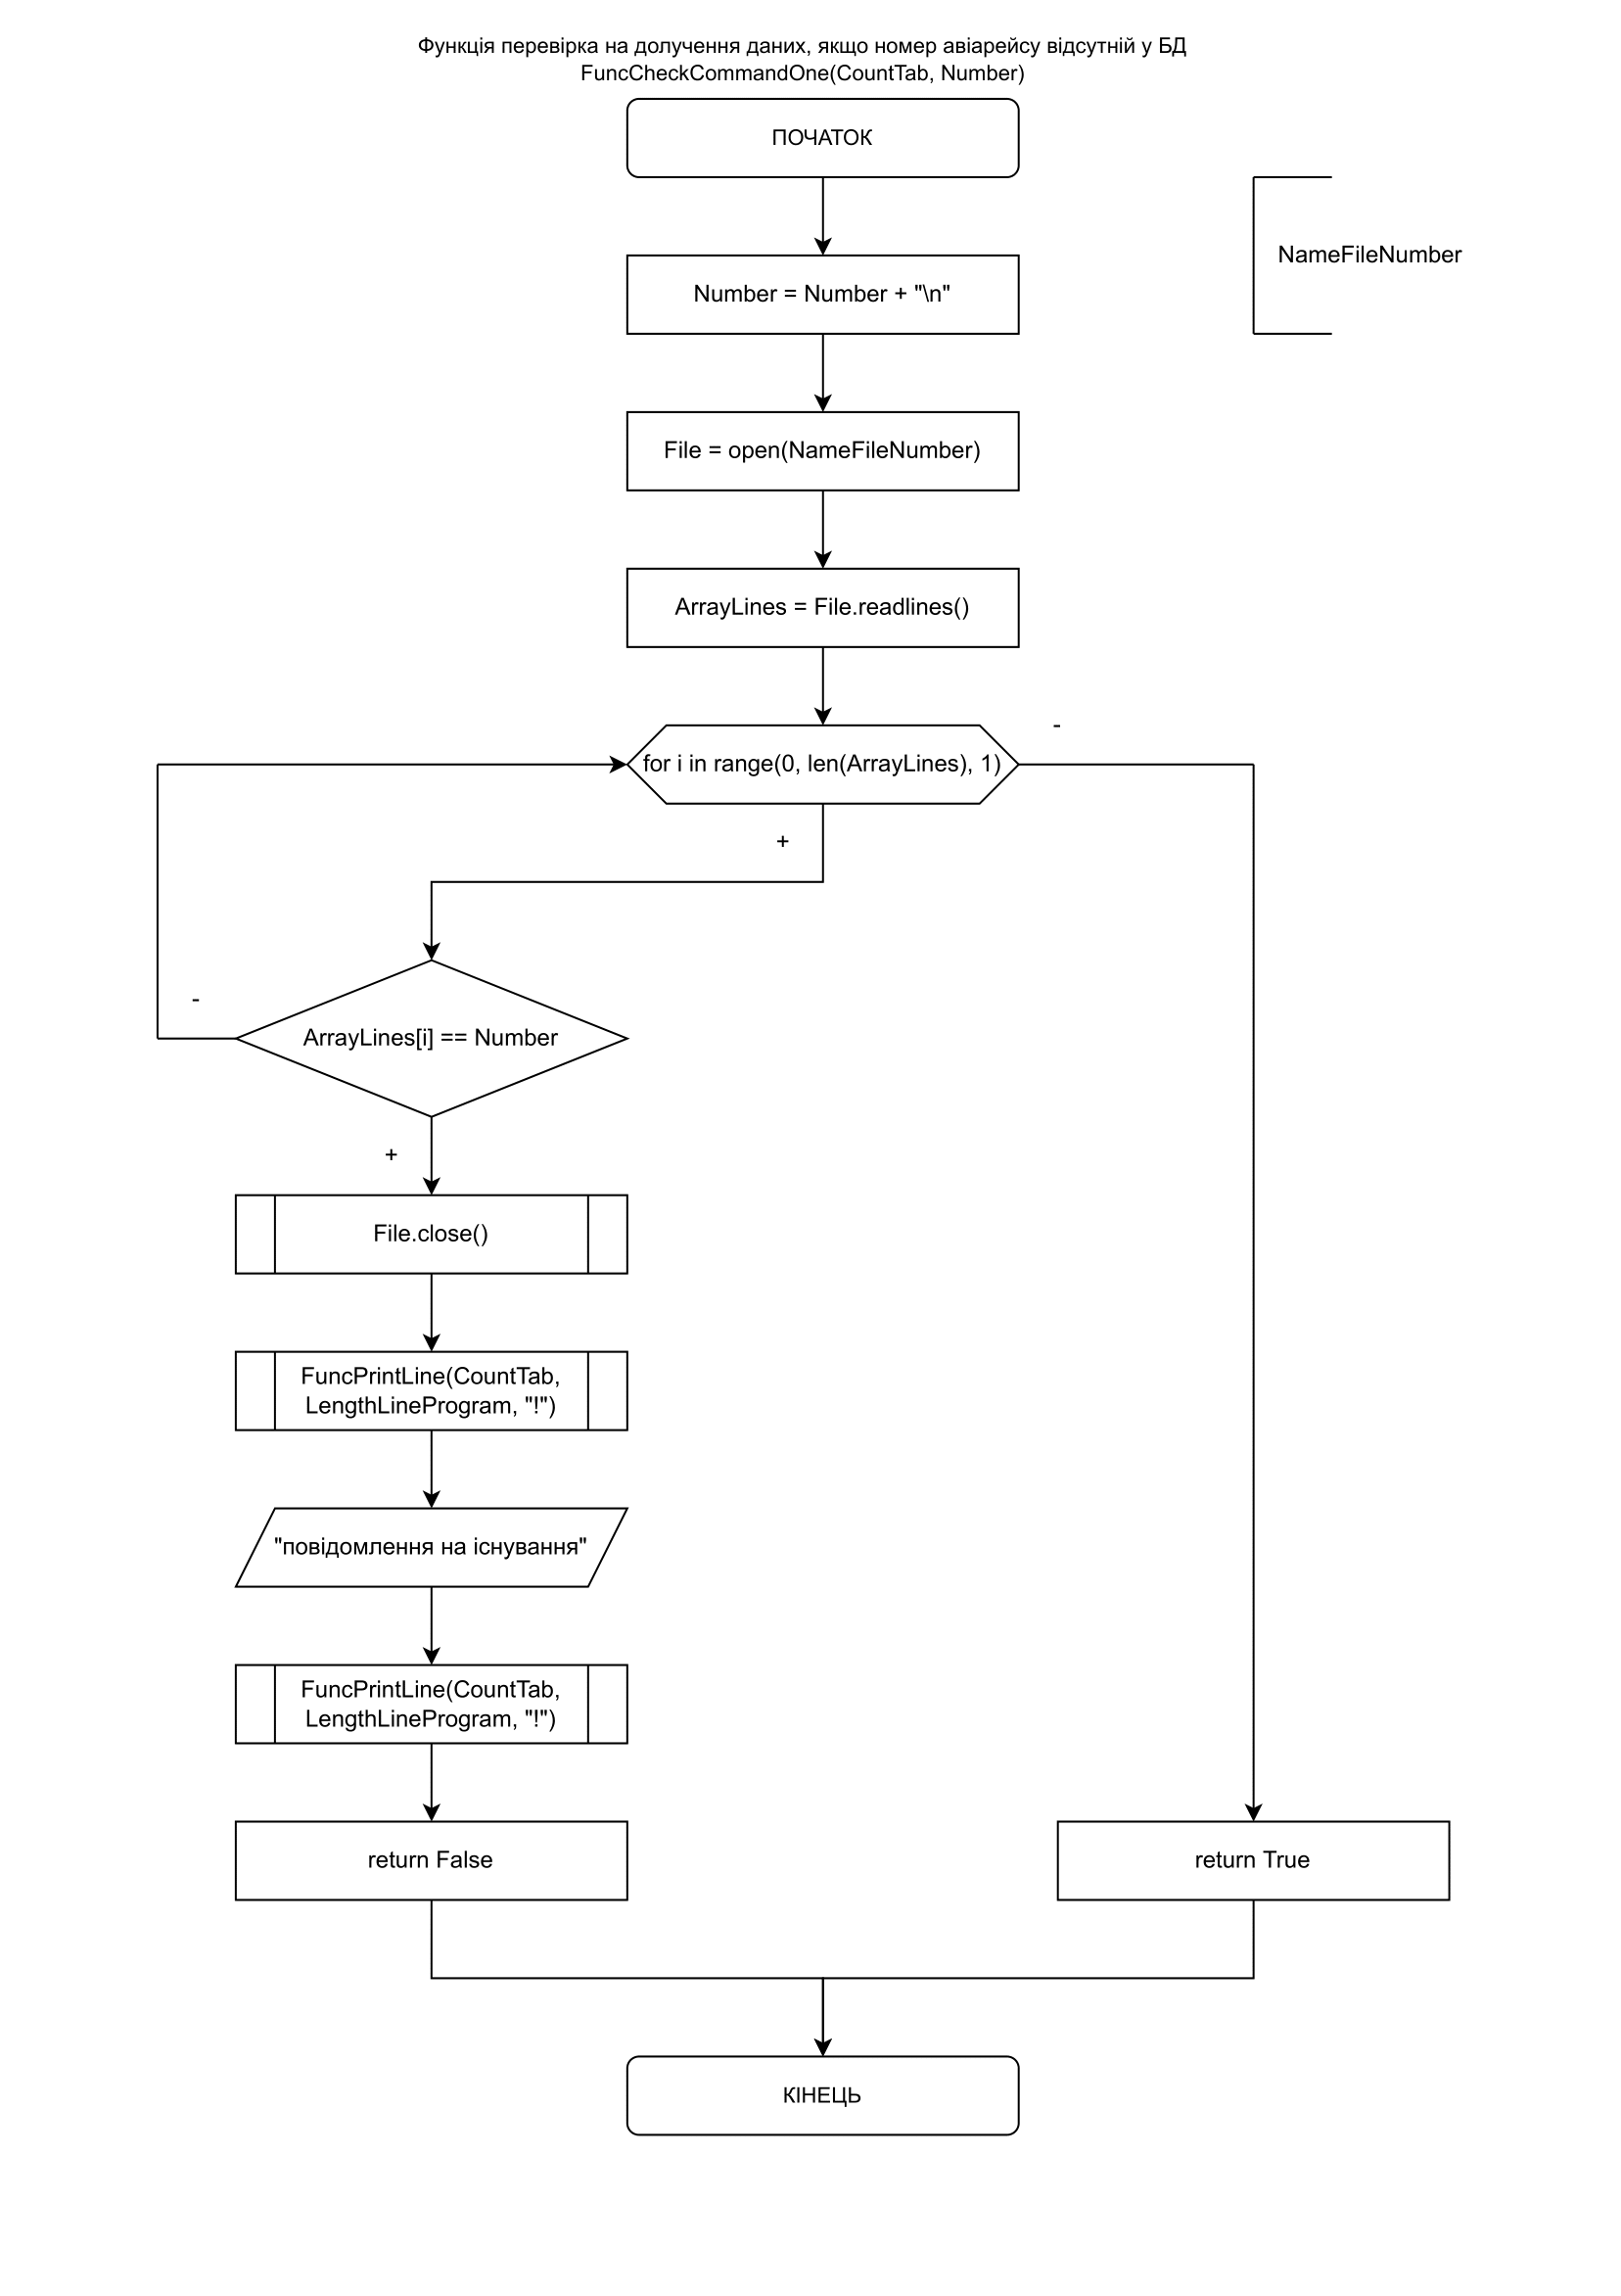 Функція перевірка на долучення даних, якщо номер авіарейсу відсутній у БД
FuncCheckCommandOne(CountTab, Number)
ПОЧАТОК
NameFileNumber
Number = Number + "\n"
File = open(NameFileNumber)
ArrayLines = File.readlines()
-
for i in range(0, len(ArrayLines), 1)
+
-
ArrayLines[i] == Number
+
File.close()
FuncPrintLine(CountTab,
LengthLineProgram, "!")
"повідомлення на існування"
FuncPrintLine(CountTab,
LengthLineProgram, "!")
return False
return True
КІНЕЦЬ